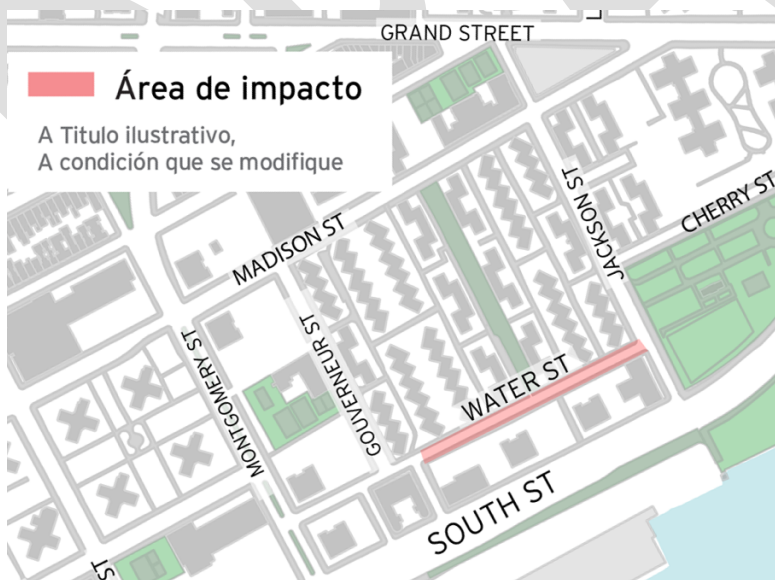 GRAND STREET
Área de impacto
A Titulo ilustrativo,
A condición que se modifique
JACKSON ST
CHERRY ST
MADISON ST
MONTGOMERY ST
GOUVERNEUR ST
WATER ST
SOUTH ST
ST